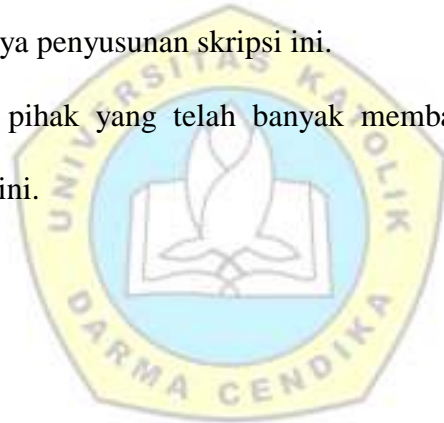 ya penyusunan skripsi ini.
pihak yang telah banyak memba
ini.
UNIVERSITAS KATOLIK
DARMA CENDIKA